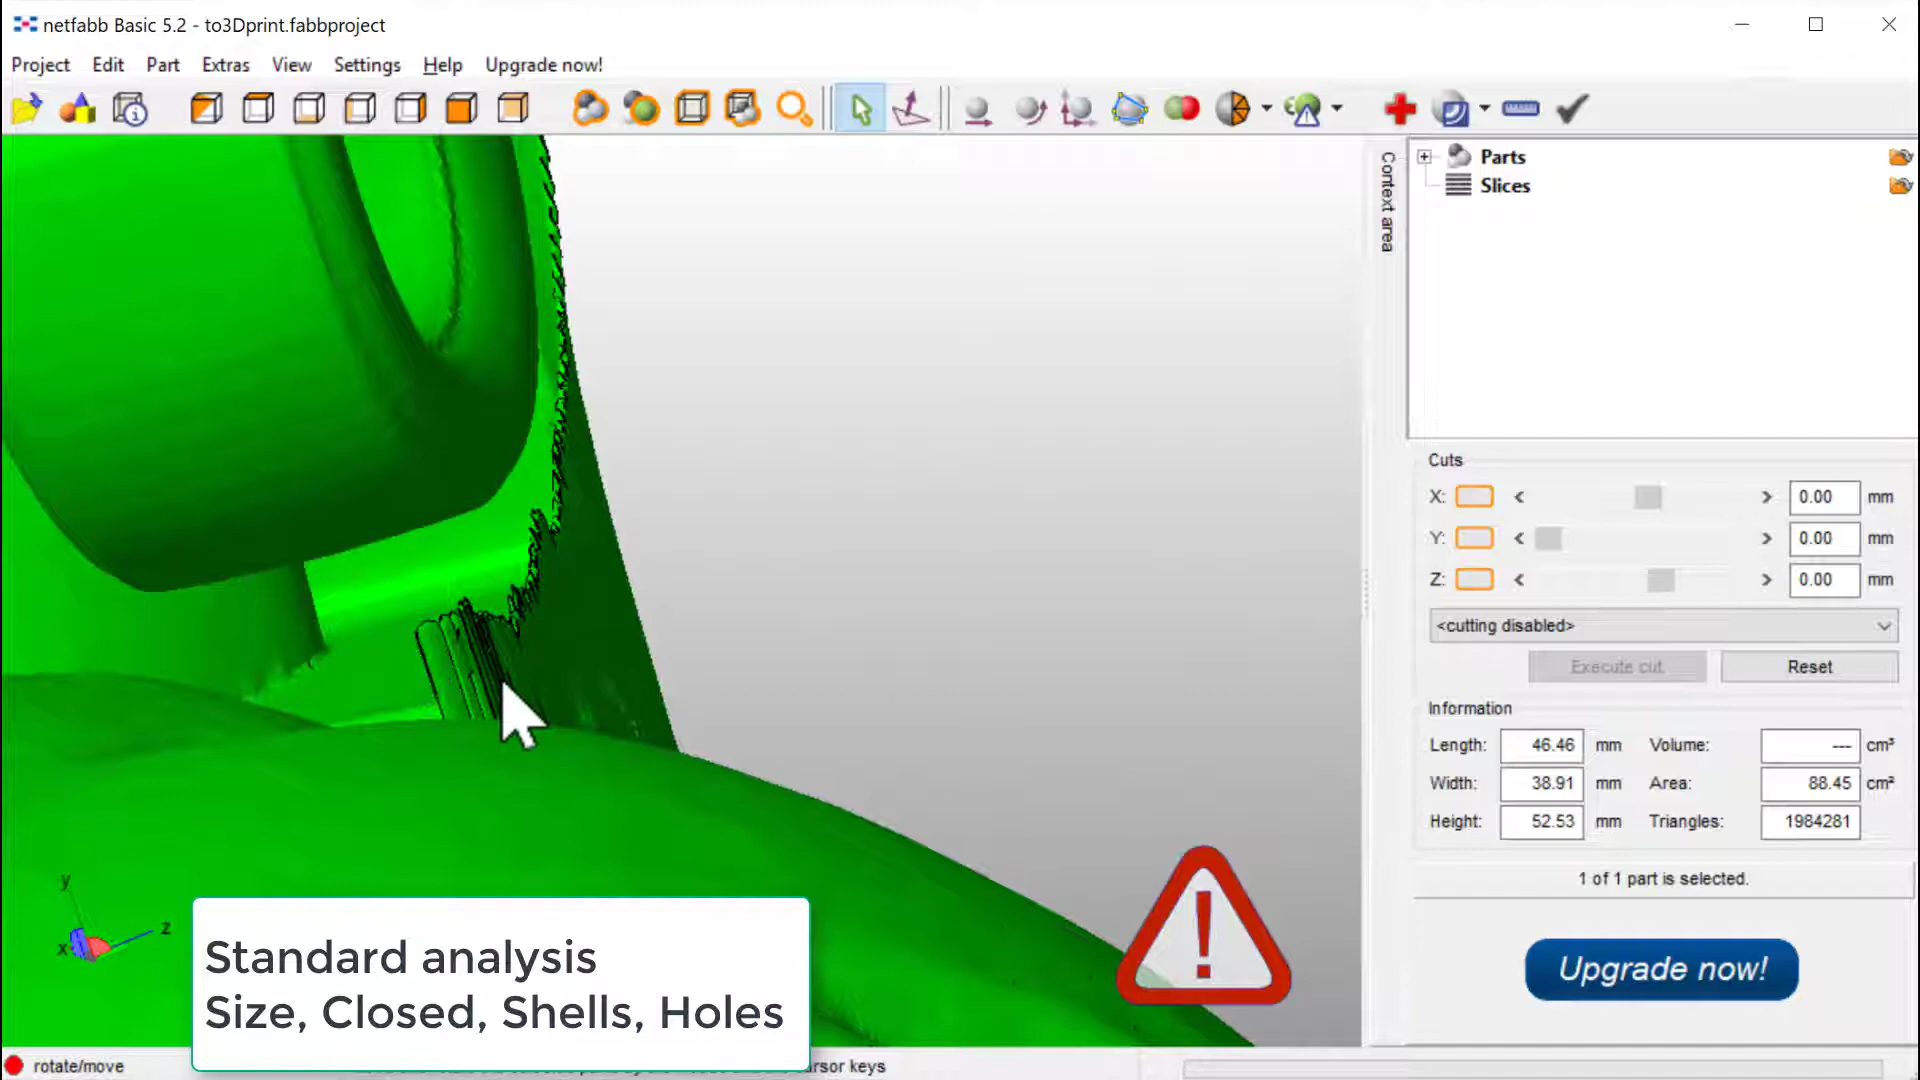 netfabb Basic 5.2 - to3Dprint.fabbproject
Project Edit Part Extras View Settings Help Upgrade now!
Context area
Parts
Slices
Cuts
X: < > 0.00 mm
Y: < > 0.00 mm
Z: < > 0.00 mm
<cutting disabled>
Execute cut
Reset
Information
Length: 46.46 mm Volume: --- cm³
Width: 38.91 mm Area: 88.45 cm²
Height: 52.53 mm Triangles: 1984281
1 of 1 part is selected.
Upgrade now!
y
z
x
Standard analysis
Size, Closed, Shells, Holes
rotate/move
keys